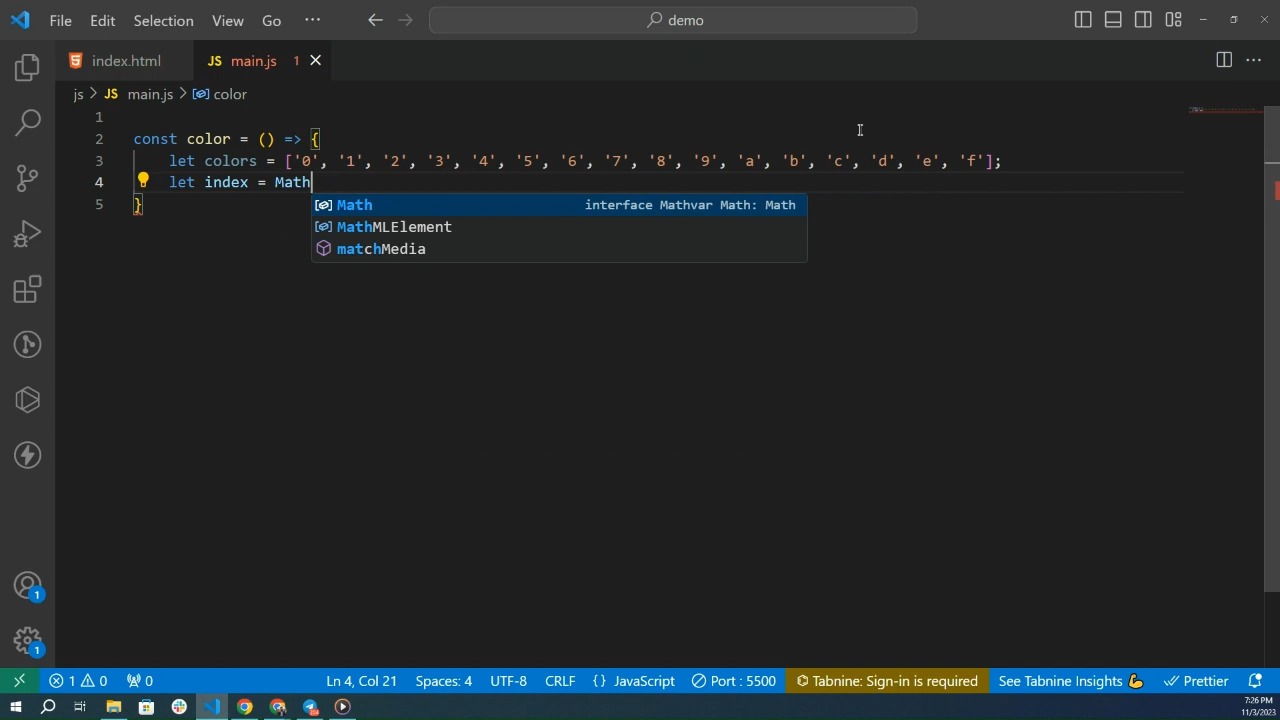 File Edit Selection View Go ··· demo
index.html JS main.js 1
js > JS main.js > color
1
2 const color = () => {
3 let colors = ['0', '1', '2', '3', '4', '5', '6', '7', '8', '9', 'a', 'b', 'c', 'd', 'e', 'f'];
4 let index = Math
5 }
Math interface Mathvar Math: Math
MathMLElement
matchMedia
1
1
1 0 0 Ln 4, Col 21 Spaces: 4 UTF-8 CRLF {} JavaScript Port : 5500 Tabnine: Sign-in is required See Tabnine Insights 💪 Prettier
7:26 PM
11/3/2023